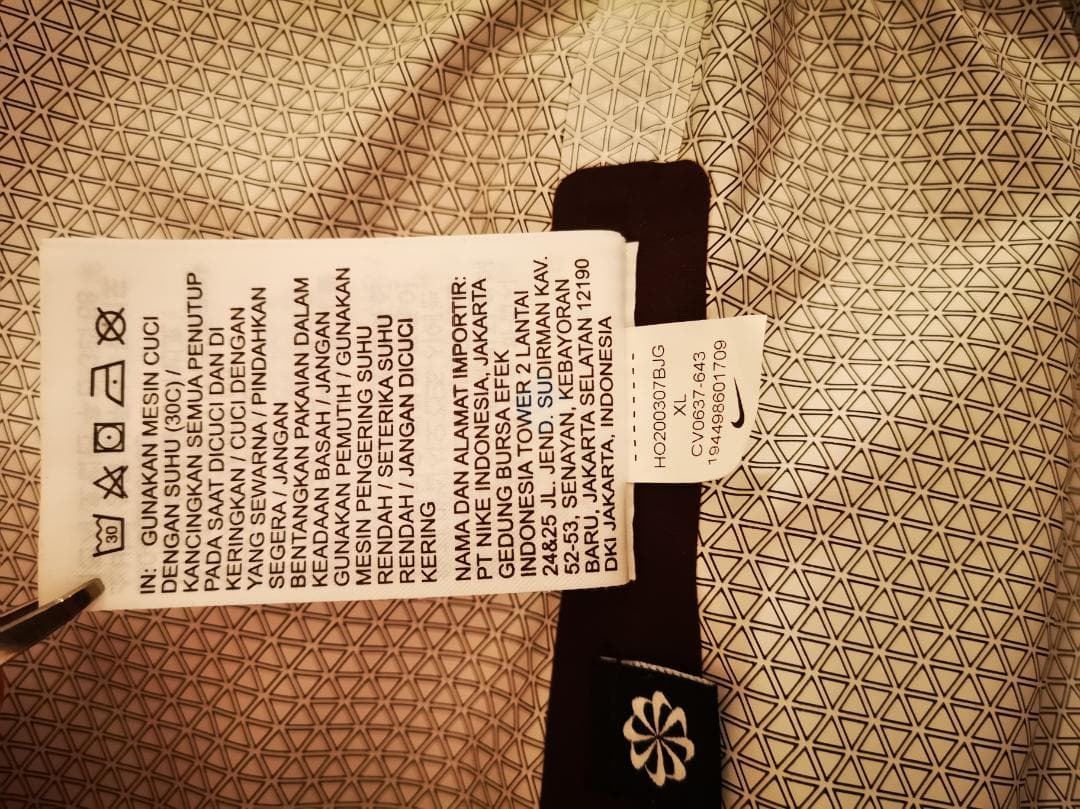 30
IN: GUNAKAN MESIN CUCI
DENGAN SUHU (30C) /
KANCINGKAN SEMUA PENUTUP
PADA SAAT DICUCI DAN DI
KERINGKAN / CUCI DENGAN
YANG SEWARNA / PINDAHKAN
SEGERA / JANGAN
BENTANGKAN PAKAIAN DALAM
KEADAAN BASAH / JANGAN
GUNAKAN PEMUTIH / GUNAKAN
MESIN PENGERING SUHU
RENDAH / SETERIKA SUHU
RENDAH / JANGAN DICUCI
KERING
NAMA DAN ALAMAT IMPORTIR:
PT NIKE INDONESIA, JAKARTA
GEDUNG BURSA EFEK
INDONESIA TOWER 2 LANTAI
24&25 JL. JEND. SUDIRMAN KAV.
52-53, SENAYAN, KEBAYORAN
BARU, JAKARTA SELATAN 12190
DKI JAKARTA, INDONESIA
HO2003007BJG
XL
CV0637-643
194498601709